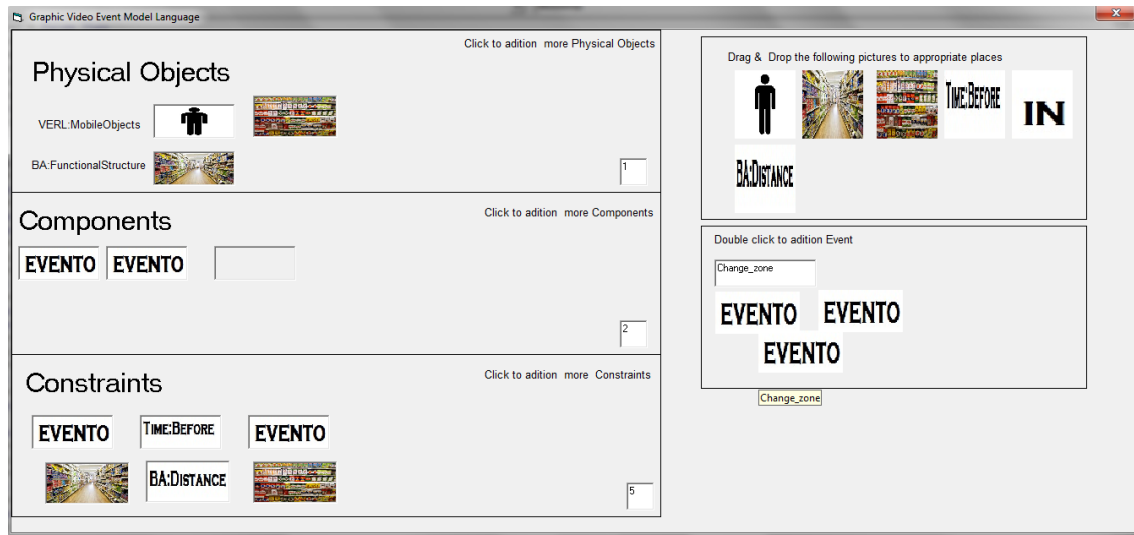 Graphic Video Event Model Language
Click to adition more Physical Objects
Physical Objects
VERL:MobileObjects
BA:FunctionalStructure
1
Components
Click to adition more Components
EVENTO EVENTO
2
Constraints
Click to adition more Constraints
EVENTO TIME:BEFORE EVENTO
BA:DISTANCE
5
Drag & Drop the following pictures to appropriate places
TIME:BEFORE IN
BA:DISTANCE
Double click to adition Event
Change_zone
EVENTO EVENTO
EVENTO
Change_zone